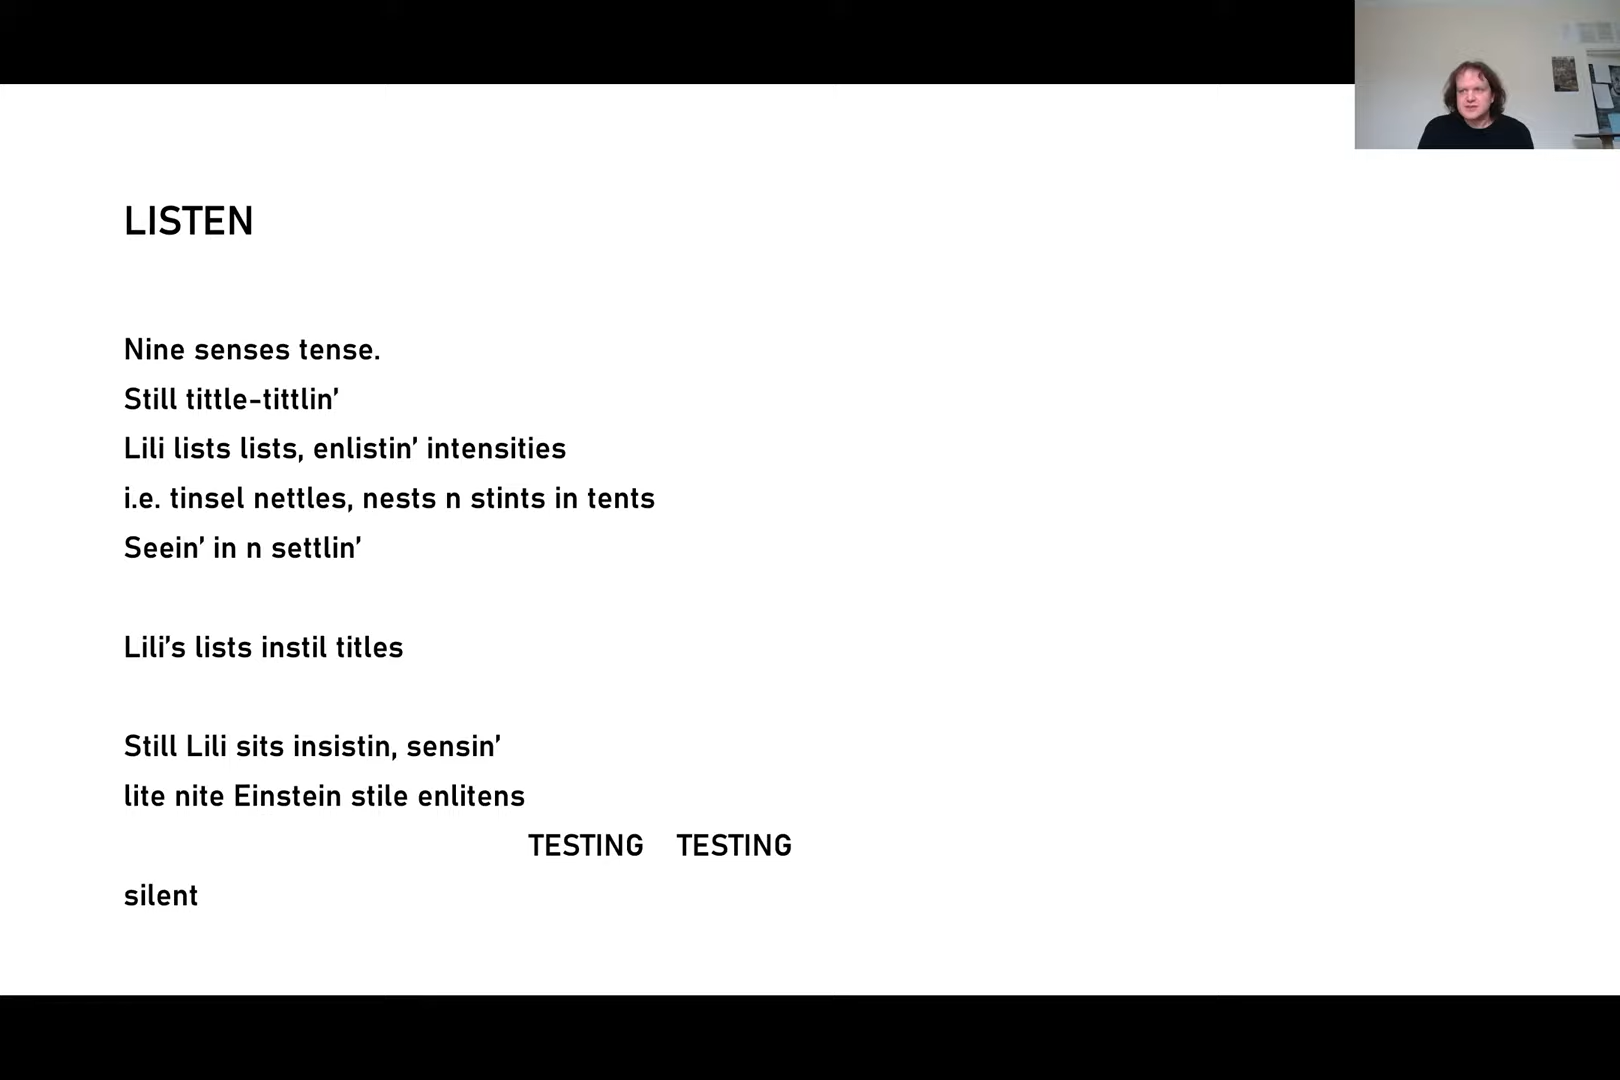 LISTEN
Nine senses tense.
Still tittle-tittlin’
Lili lists lists, enlistin’ intensities
i.e. tinsel nettles, nests n stints in tents
Seein’ in n settlin’
Lili’s lists instil titles
Still Lili sits insistin, sensin’
lite nite Einstein stile enlitens
TESTING TESTING
silent